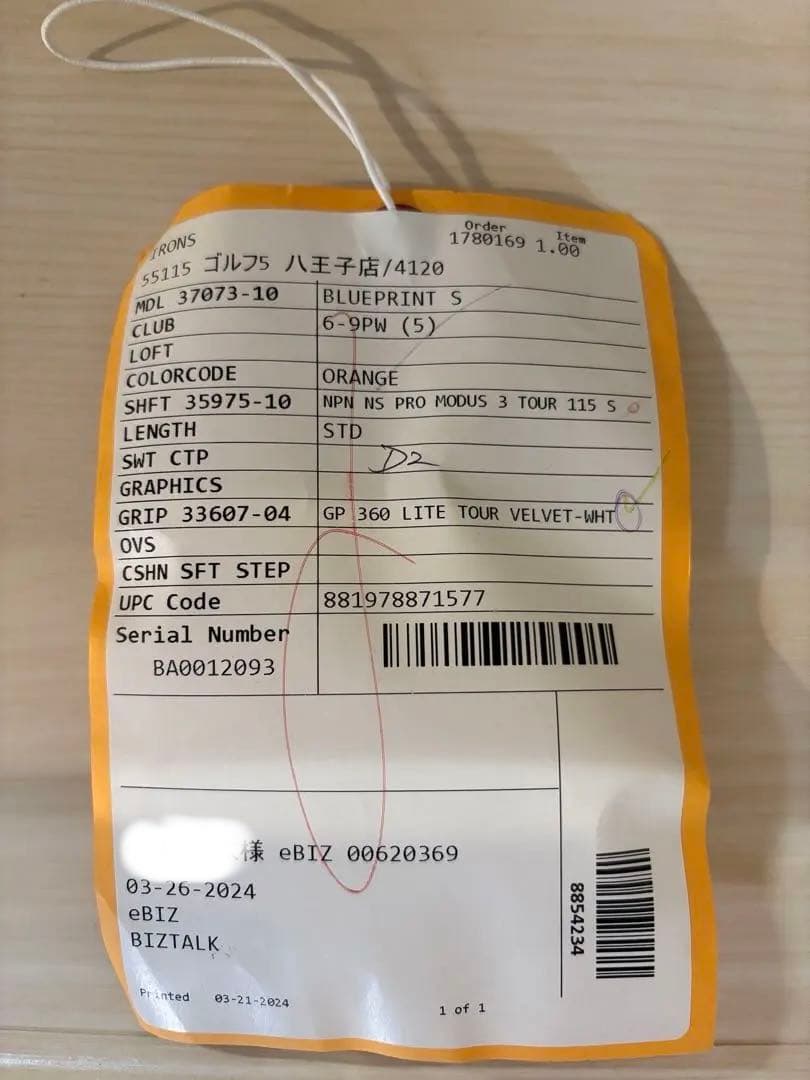 IRONS
Order Item
1780169 1.00
55115 ゴルフ5 八王子店/4120
MDL 37073-10 BLUEPRINT S
CLUB 6-9PW (5)
LOFT
COLORCODE ORANGE
SHFT 35975-10 NPN NS PRO MODUS 3 TOUR 115 S
LENGTH STD
SWT CTP D2
GRAPHICS
GRIP 33607-04 GP 360 LITE TOUR VELVET-WHT
OVS
CSHN SFT STEP
UPC Code 881978871577
Serial Number
BA0012093
様 eBIZ 00620369
03-26-2024
eBIZ
BIZTALK
8854234
Printed 03-21-2024
1 of 1